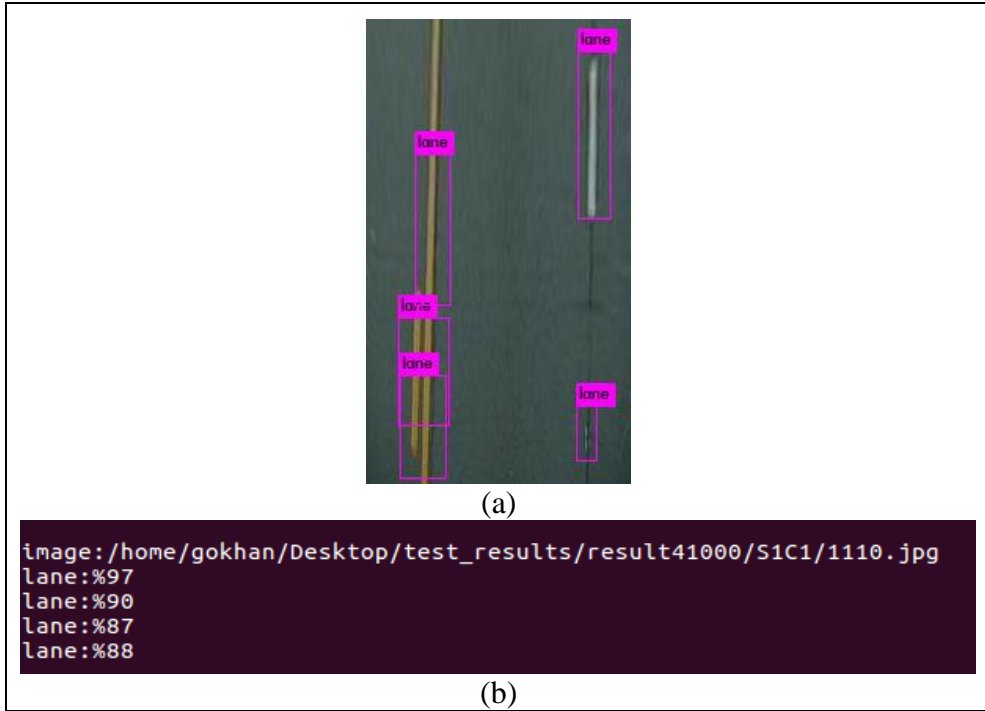 lane
lane
lane
lane
lane
(a)
image:/home/gokhan/Desktop/test_results/result41000/S1C1/1110.jpg
lane:%97
lane:%90
lane:%87
lane:%88
(b)